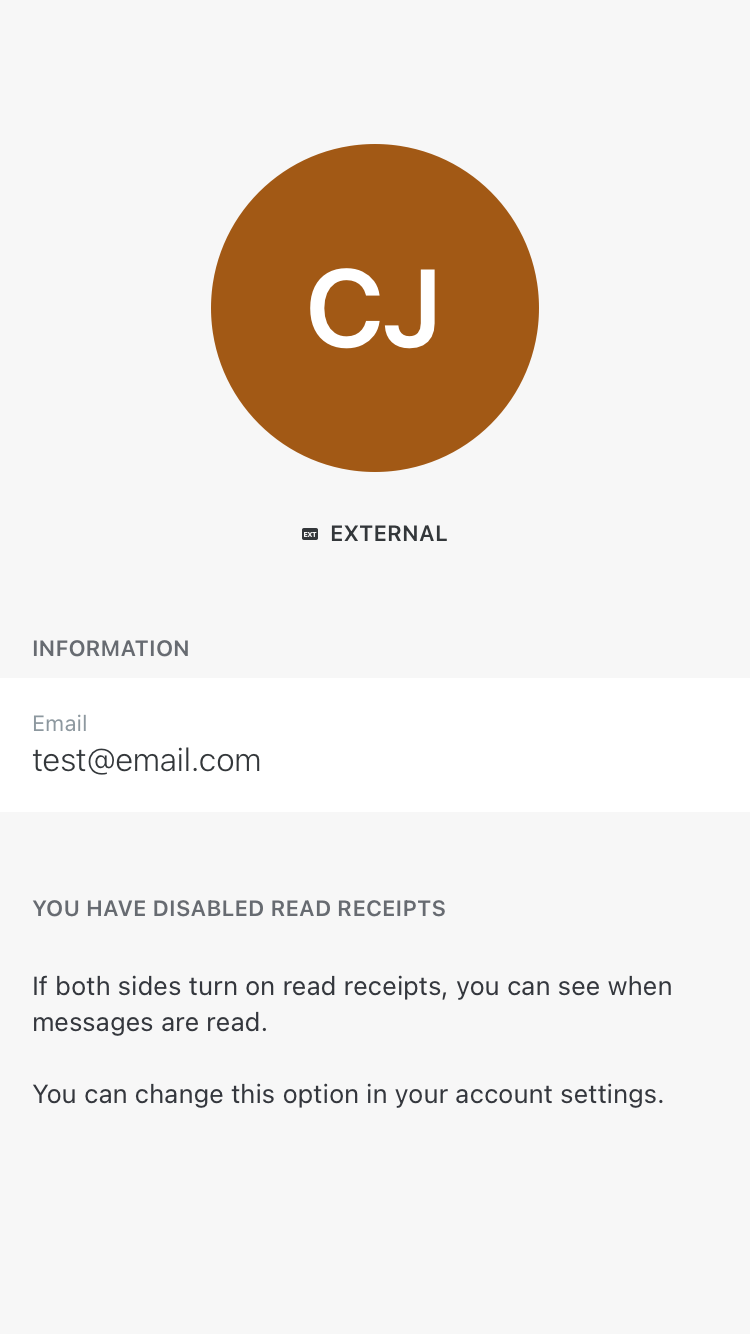 CJ
EXT EXTERNAL
INFORMATION
Email
test@email.com
YOU HAVE DISABLED READ RECEIPTS
If both sides turn on read receipts, you can see when
messages are read.
You can change this option in your account settings.